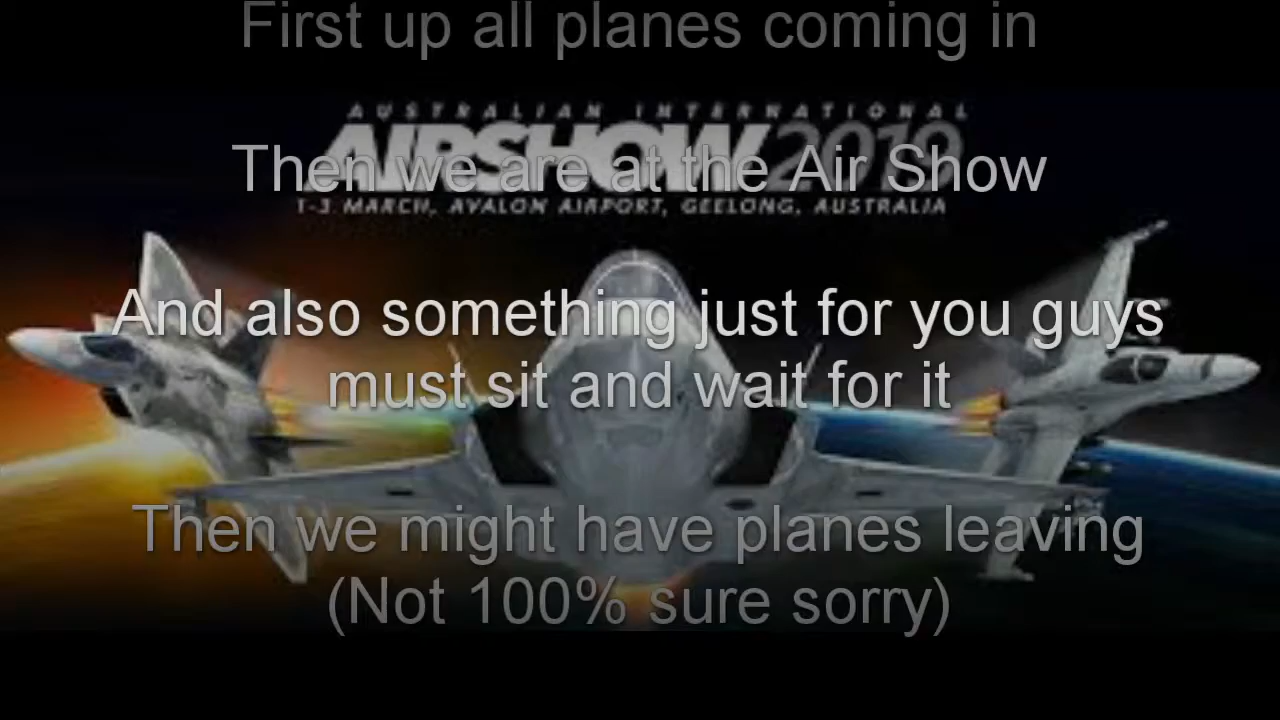 First up all planes coming in
AUSTRALIAN INTERNATIONAL
AIRSHOW 2019
Then we are at the Air Show
1-3 MARCH, AVALON AIRPORT, GEELONG, AUSTRALIA
And also something just for you guys
must sit and wait for it
Then we might have planes leaving
(Not 100% sure sorry)